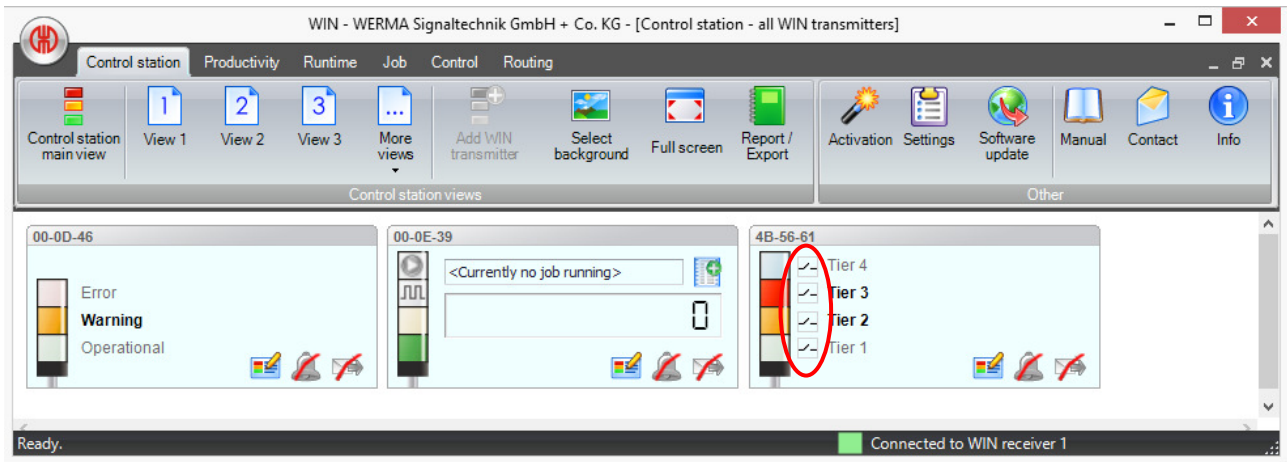 WIN - WERMA Signaltechnik GmbH + Co. KG - [Control station - all WIN transmitters]
Control station Productivity Runtime Job Control Routing
1 2 3 ...
Control station main view
View 1
View 2
View 3
More views
Add WIN transmitter
Select background
Full screen
Report / Export
Activation
Settings
Software update
Manual
Contact
Info
Control station views
Other
00-0D-46
Error
Warning
Operational
00-0E-39
<Currently no job running>
0
4B-56-61
Tier 4
Tier 3
Tier 2
Tier 1
Ready.
Connected to WIN receiver 1